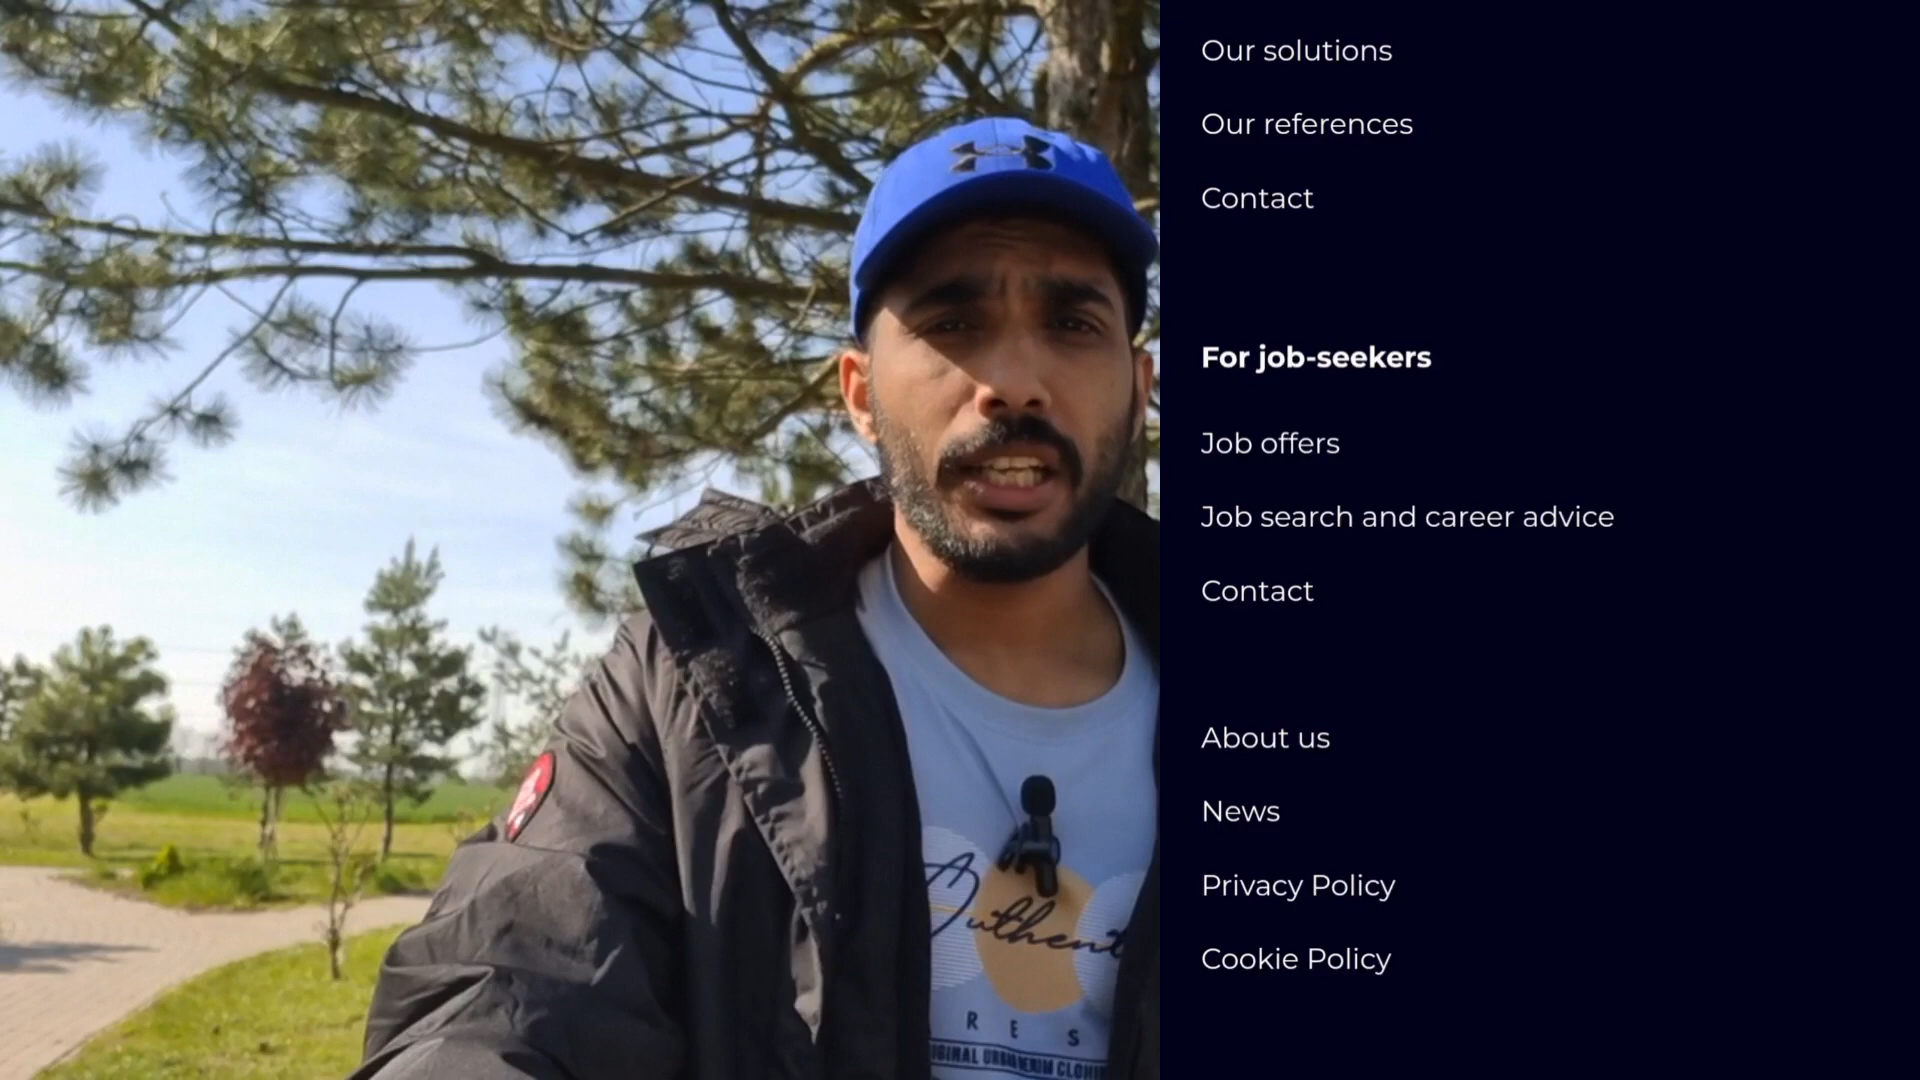 Our solutions
Our references
Contact
For job-seekers
Job offers
Job search and career advice
Contact
About us
News
Privacy Policy
Cookie Policy
R E S